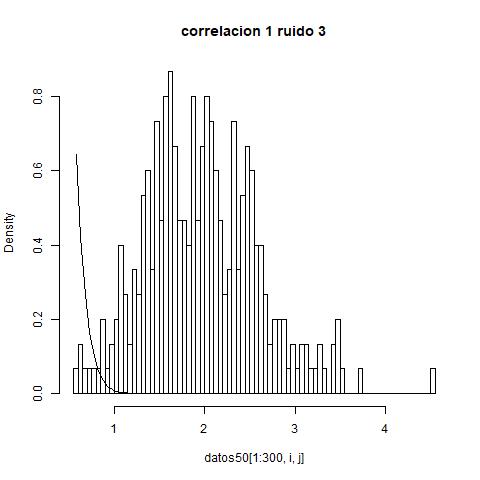 correlacion 1 ruido 3
Density
0.0 0.2 0.4 0.6 0.8
1 2 3 4
datos50[1:300, i, j]